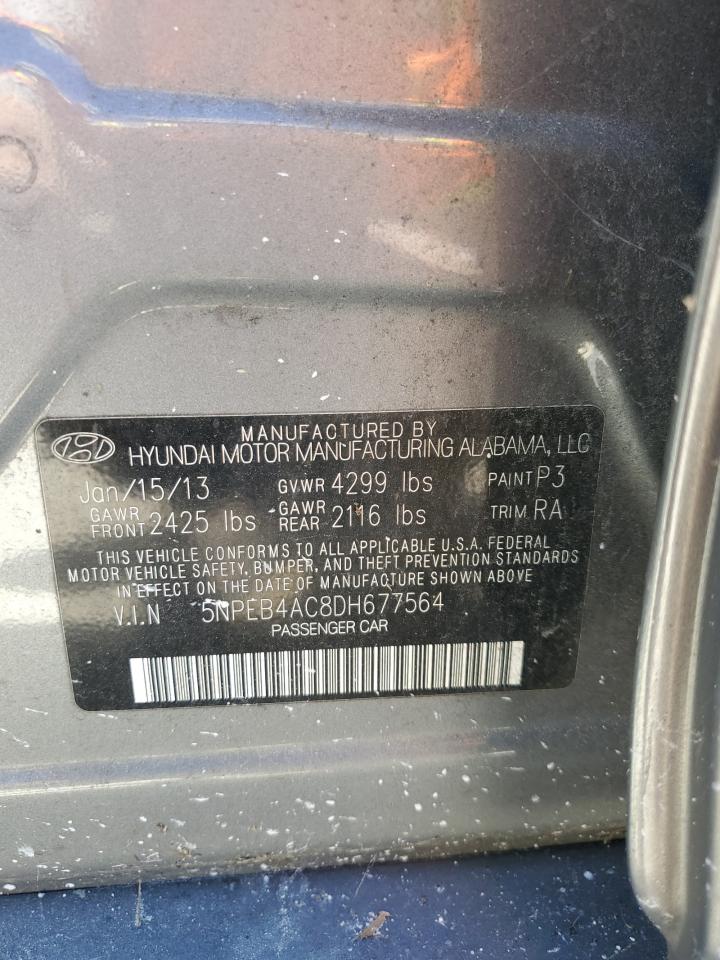 MANUFACTURED BY
HYUNDAI MOTOR MANUFACTURING ALABAMA, LLC
Jan/15/13 GVWR 4299 lbs PAINT P3
GAWR FRONT 2425 lbs GAWR REAR 2116 lbs TRIM RA
THIS VEHICLE CONFORMS TO ALL APPLICABLE U.S.A. FEDERAL
MOTOR VEHICLE SAFETY, BUMPER, AND THEFT PREVENTION STANDARDS
IN EFFECT ON THE DATE OF MANUFACTURE SHOWN ABOVE
V.I.N 5NPEB4AC8DH677564
PASSENGER CAR